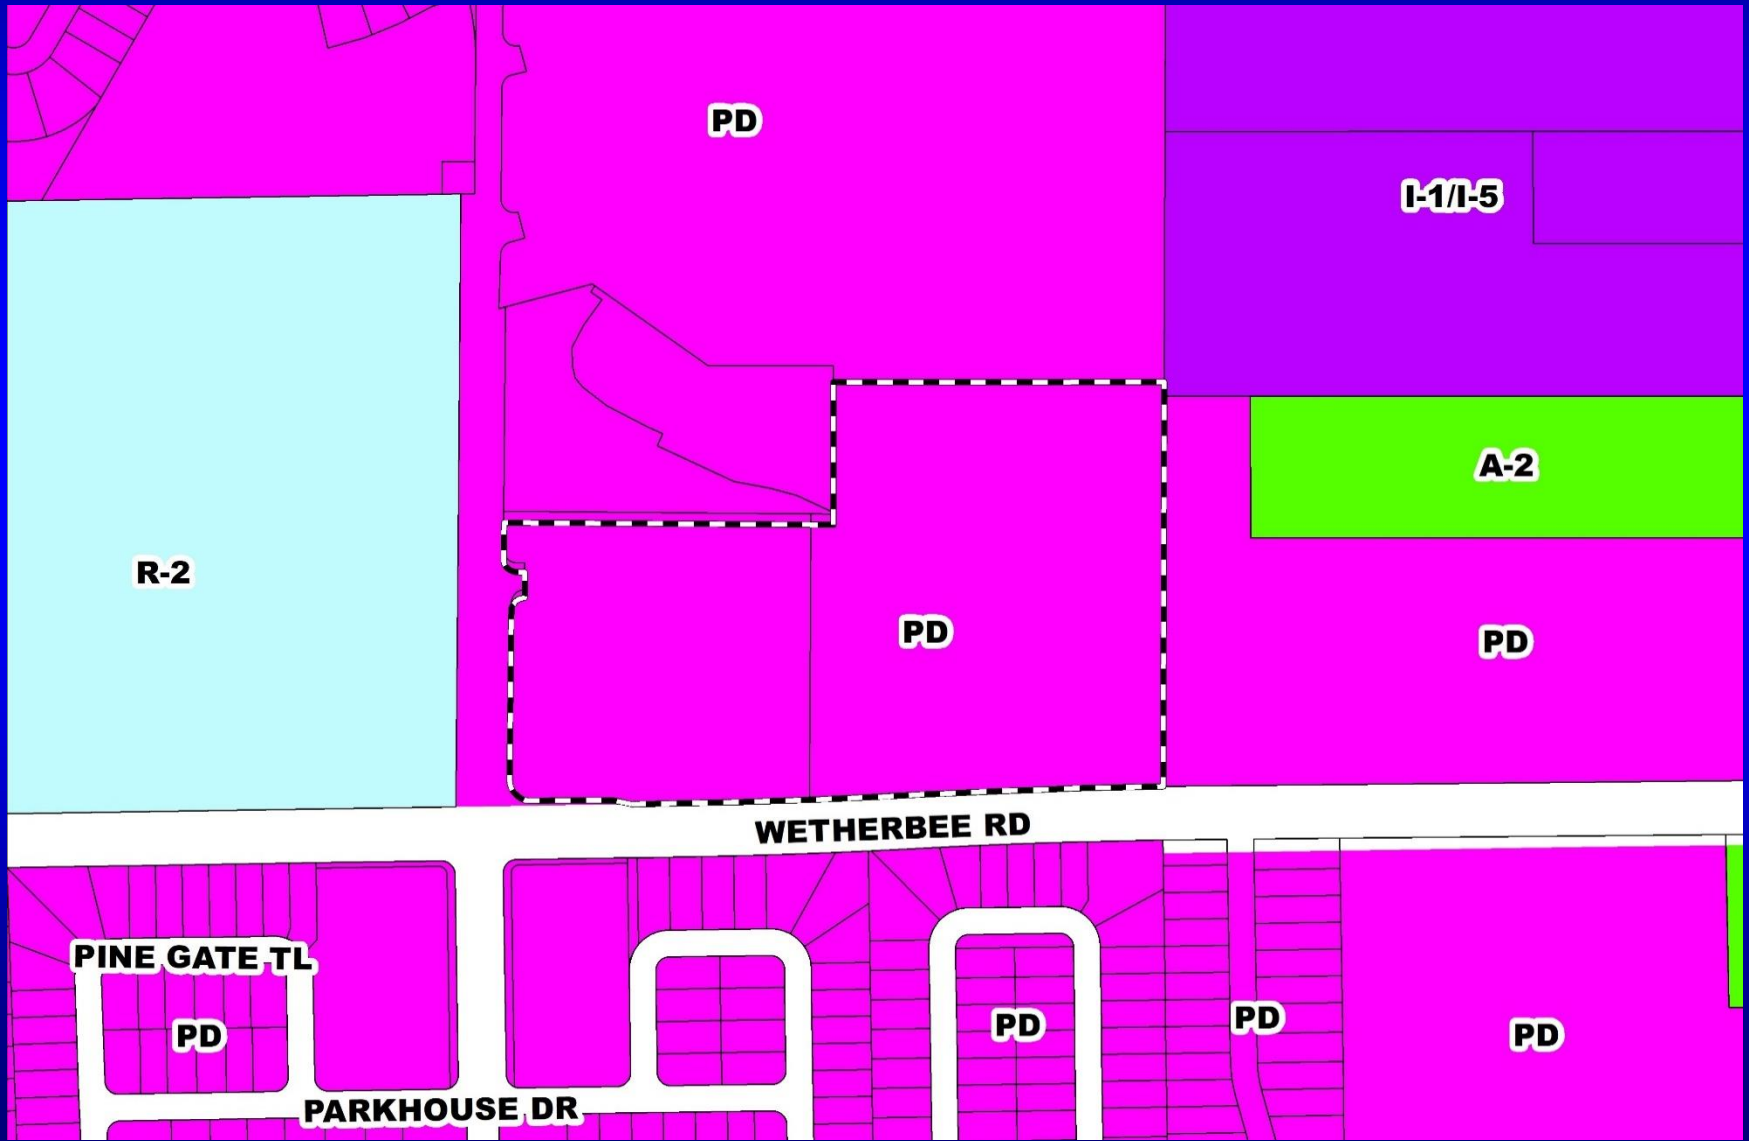 PD
I-1/I-5
A-2
R-2
PD
PD
WETHERBEE RD
PINE GATE TL
PD
PD
PD
PD
PARKHOUSE DR